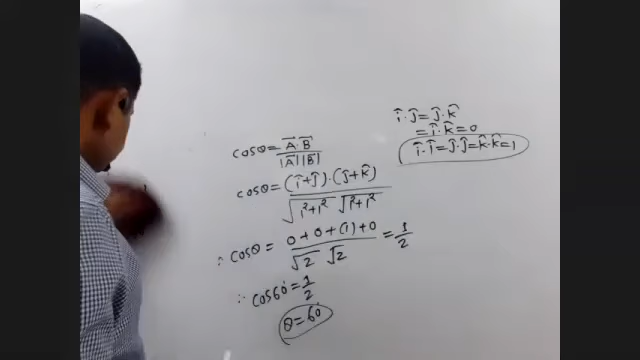 î·ĵ = ĵ·k̂
= î·k̂ = 0
î·î = ĵ·ĵ = k̂·k̂ = 1
cosθ = A⃗·B⃗ / |A⃗||B⃗|
cosθ = (î+ĵ)·(ĵ+k̂) / √1²+1² √1²+1²
∴ cosθ = 0+0+(1)+0 / √2 √2 = 1/2
∵ cos60° = 1/2
θ = 60°